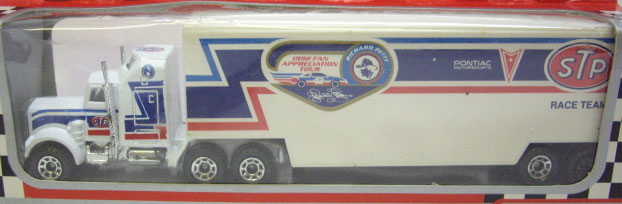 STP
1992 FAN
APPRECIATION
TOUR
RICHARD PETTY
PONTIAC
MOTORSPORTS
STP
RACE TEAM